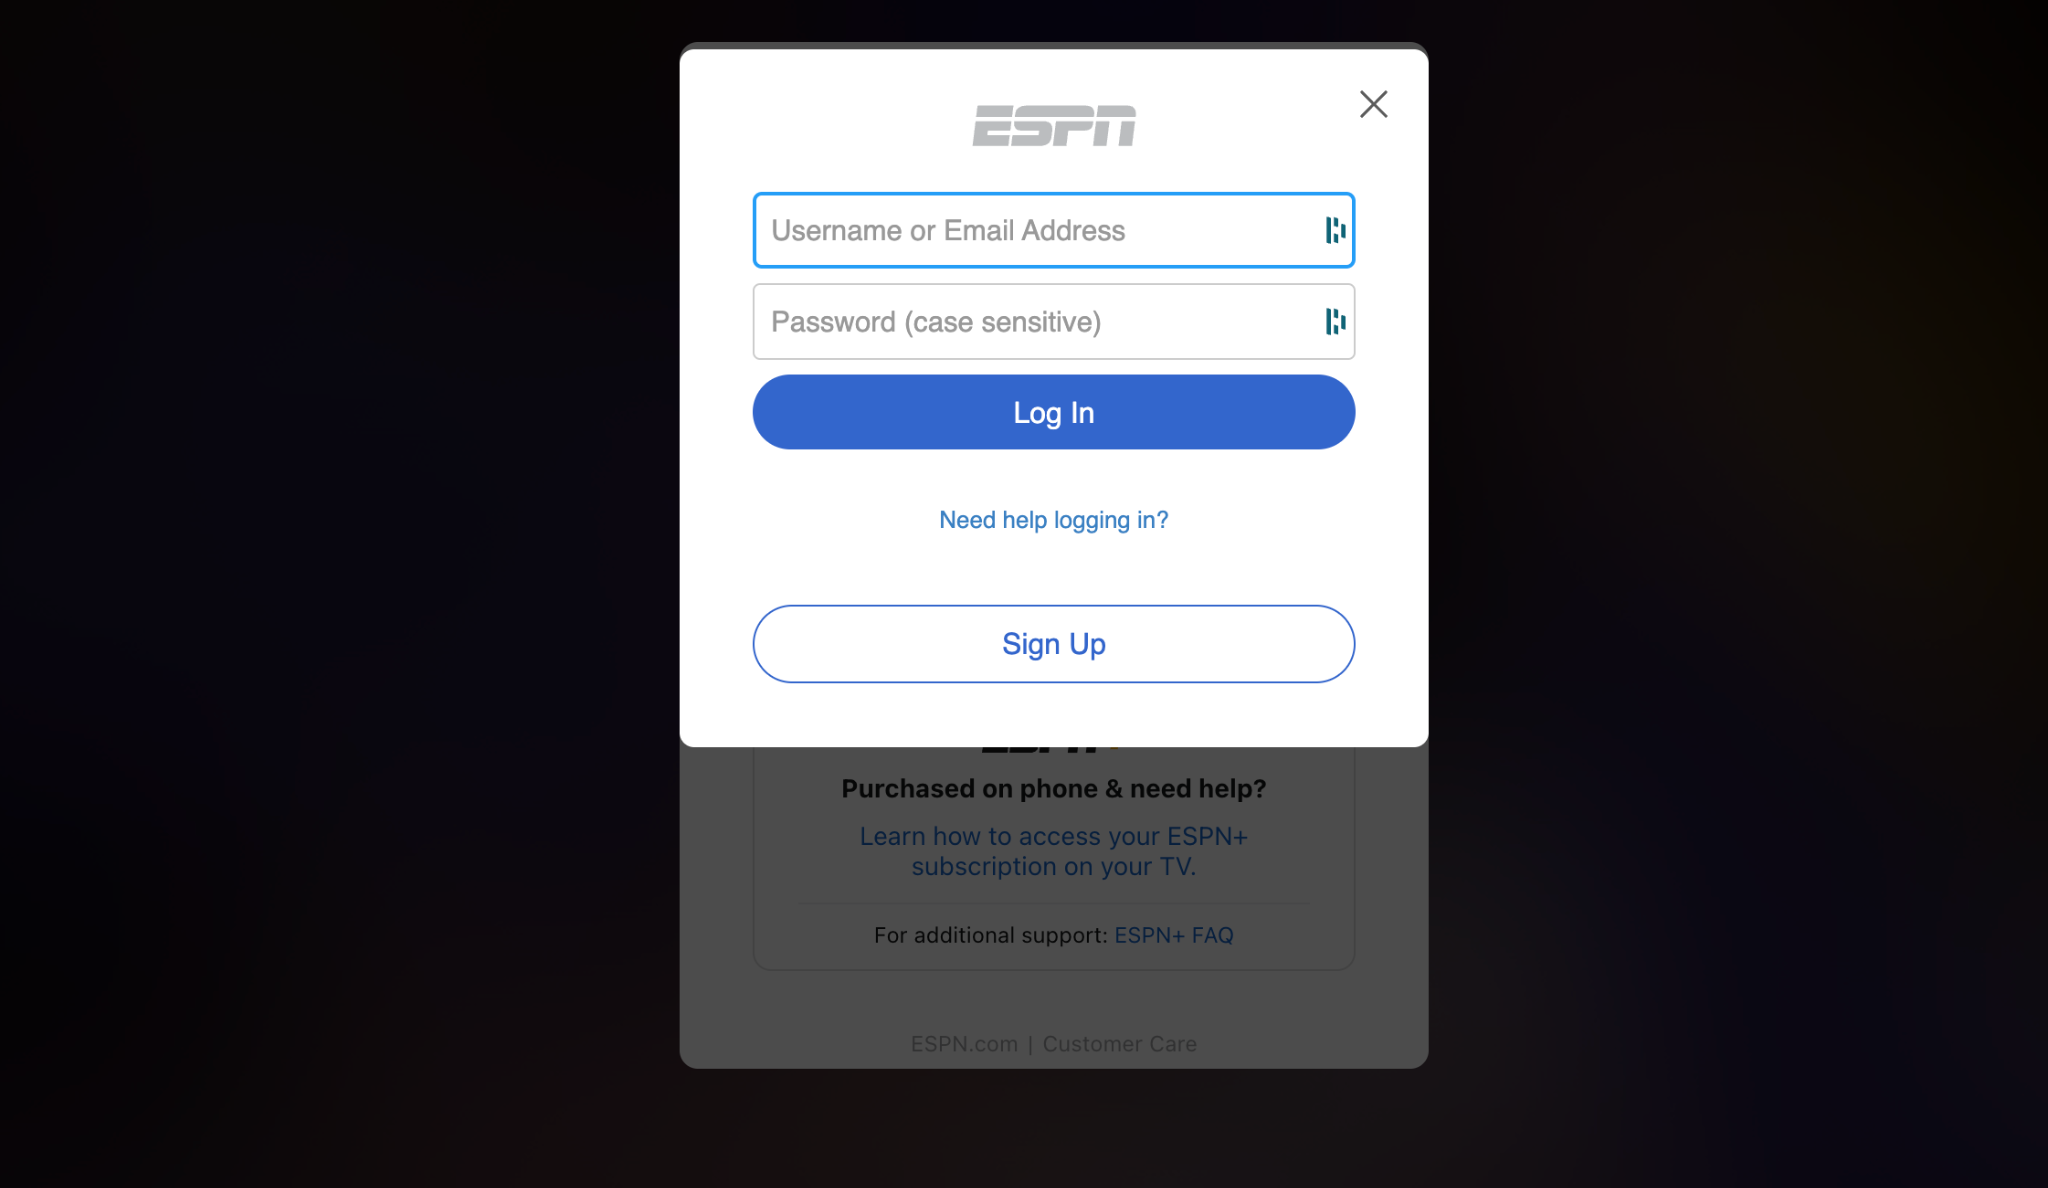 ESPN
Username or Email Address
Password (case sensitive)
Log In
Need help logging in?
Sign Up
Purchased on phone & need help?
Learn how to access your ESPN+
subscription on your TV.
For additional support: ESPN+ FAQ
ESPN.com | Customer Care